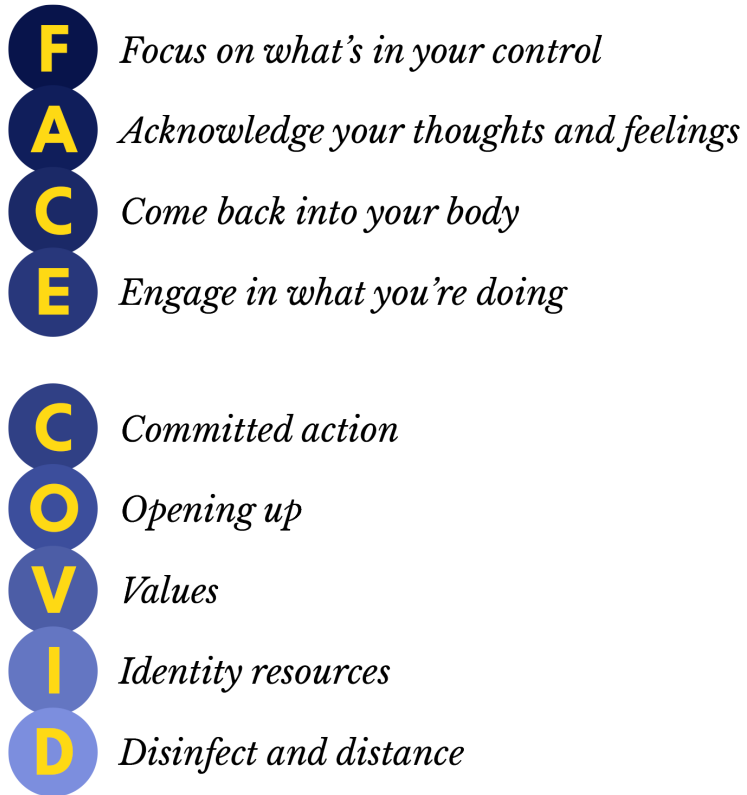 F Focus on what’s in your control
A Acknowledge your thoughts and feelings
C Come back into your body
E Engage in what you’re doing
C Committed action
O Opening up
V Values
I Identity resources
D Disinfect and distance